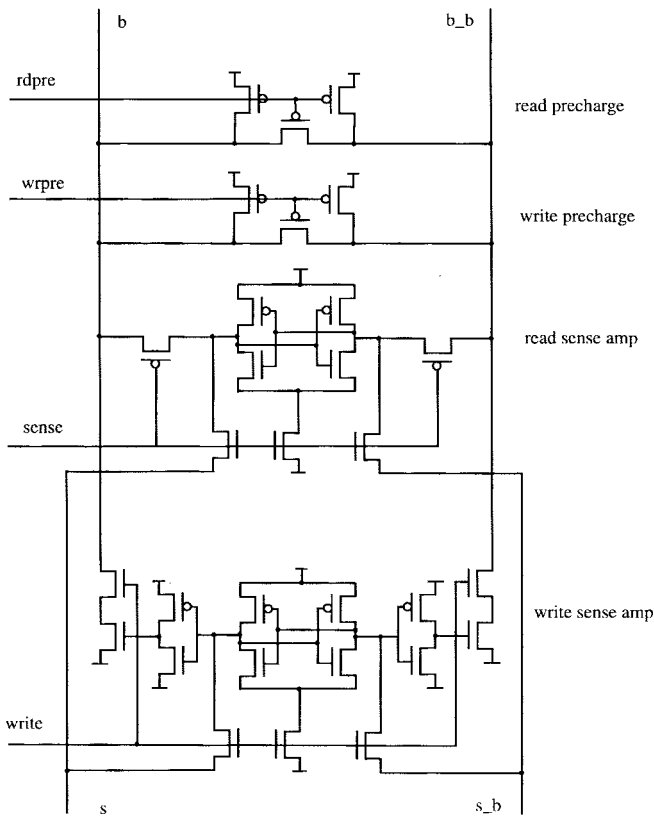 b b_b
rdpre
read precharge
wrpre
write precharge
read sense amp
sense
write sense amp
write
s s_b